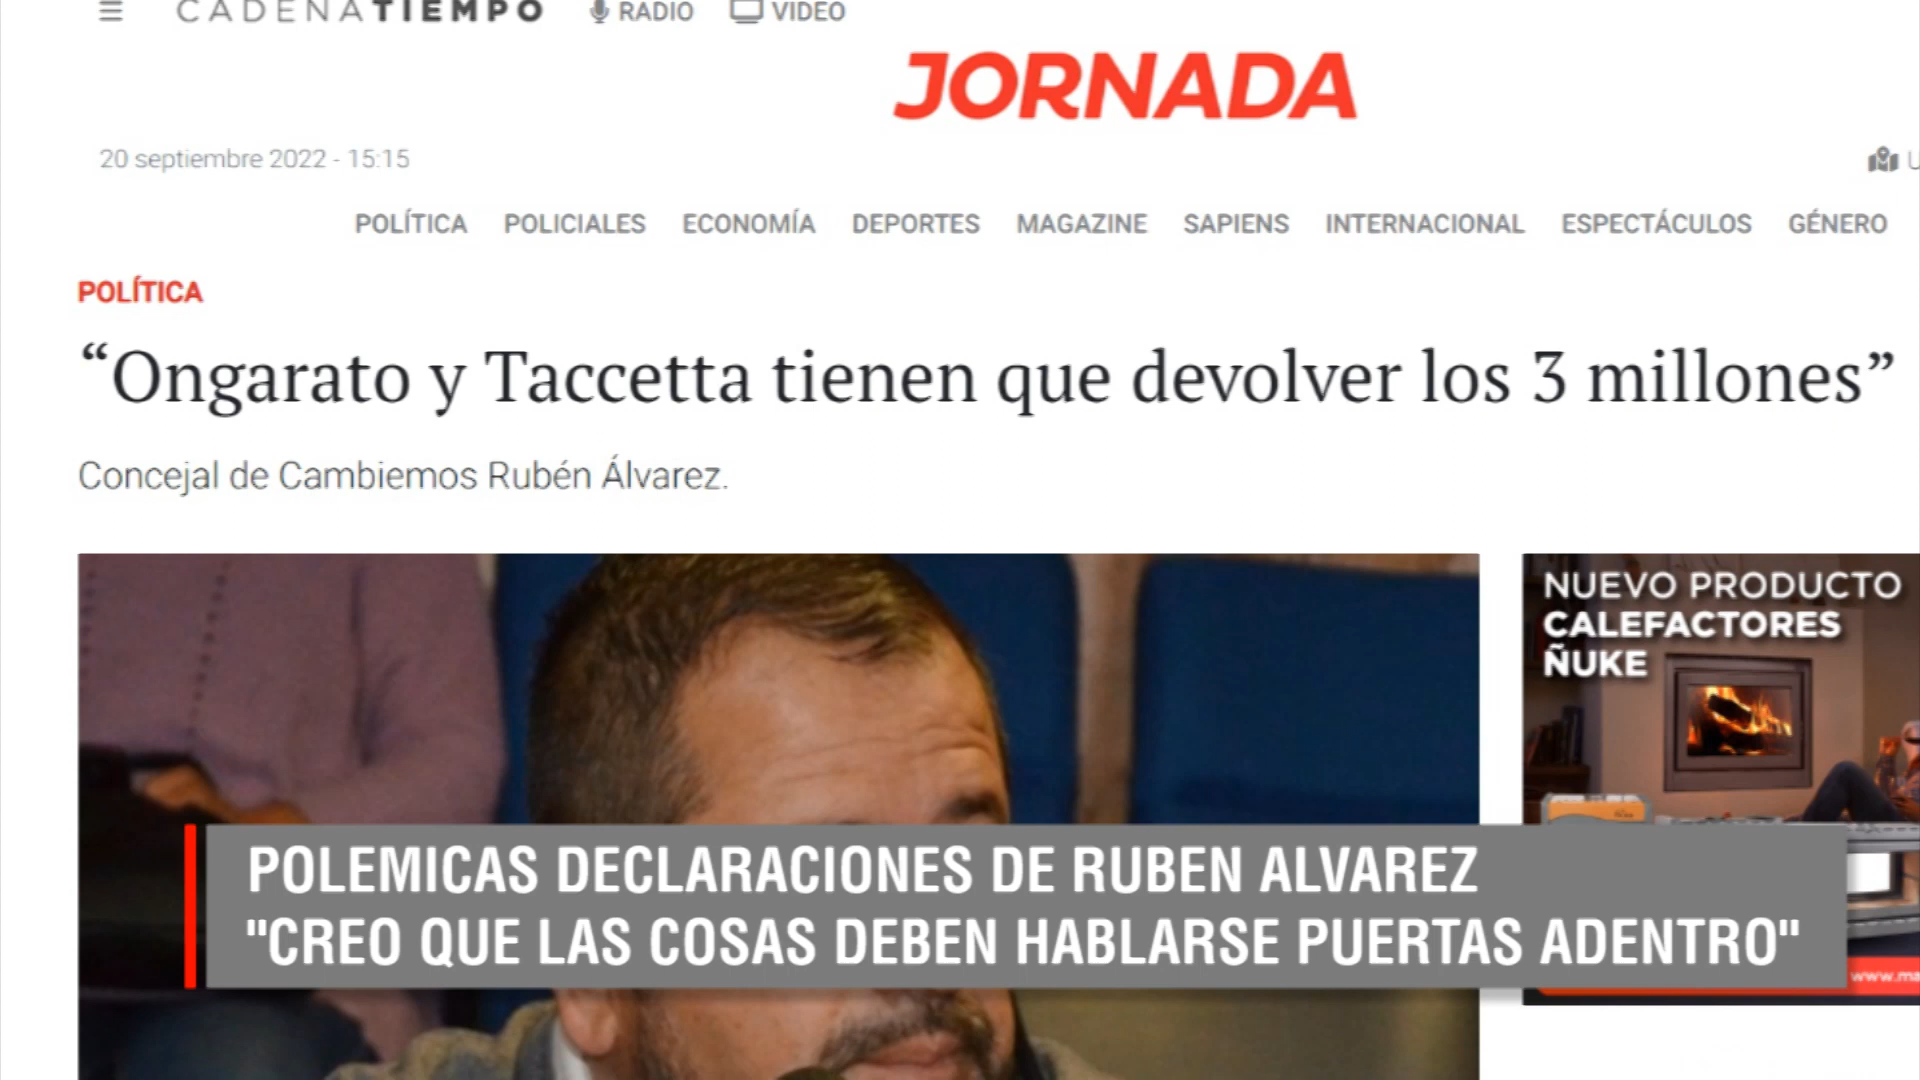 CADENATIEMPO RADIO VIDEO
JORNADA
20 septiembre 2022 - 15:15
POLÍTICA POLICIALES ECONOMÍA DEPORTES MAGAZINE SAPIENS INTERNACIONAL ESPECTÁCULOS GÉNERO
POLÍTICA
“Ongarato y Taccetta tienen que devolver los 3 millones”
Concejal de Cambiemos Rubén Álvarez.
NUEVO PRODUCTO
CALEFACTORES
ÑUKE
POLEMICAS DECLARACIONES DE RUBEN ALVAREZ
"CREO QUE LAS COSAS DEBEN HABLARSE PUERTAS ADENTRO"